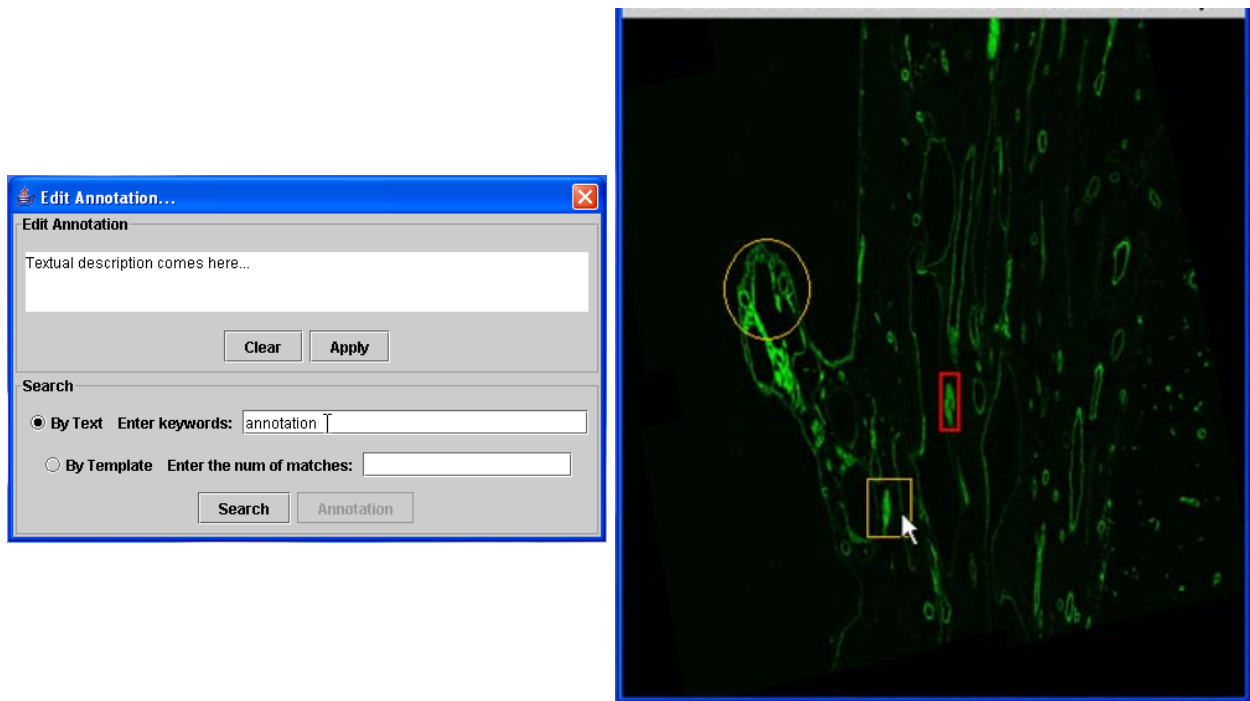 Edit Annotation...
Edit Annotation
Textual description comes here...
Clear Apply
Search
By Text Enter keywords: annotation
By Template Enter the num of matches:
Search Annotation